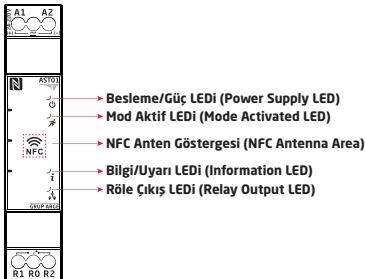 24-240V
A1 A2
(-) (+)
N AST01
Besleme/Güç LEDi (Power Supply LED)
Mod Aktif LEDi (Mode Activated LED)
NFC
NFC Anten Göstergesi (NFC Antenna Area)
i
Bilgi/Uyarı LEDi (Information LED)
Röle Çıkış LEDi (Relay Output LED)
GRUP ARGE
R1 R0 R2